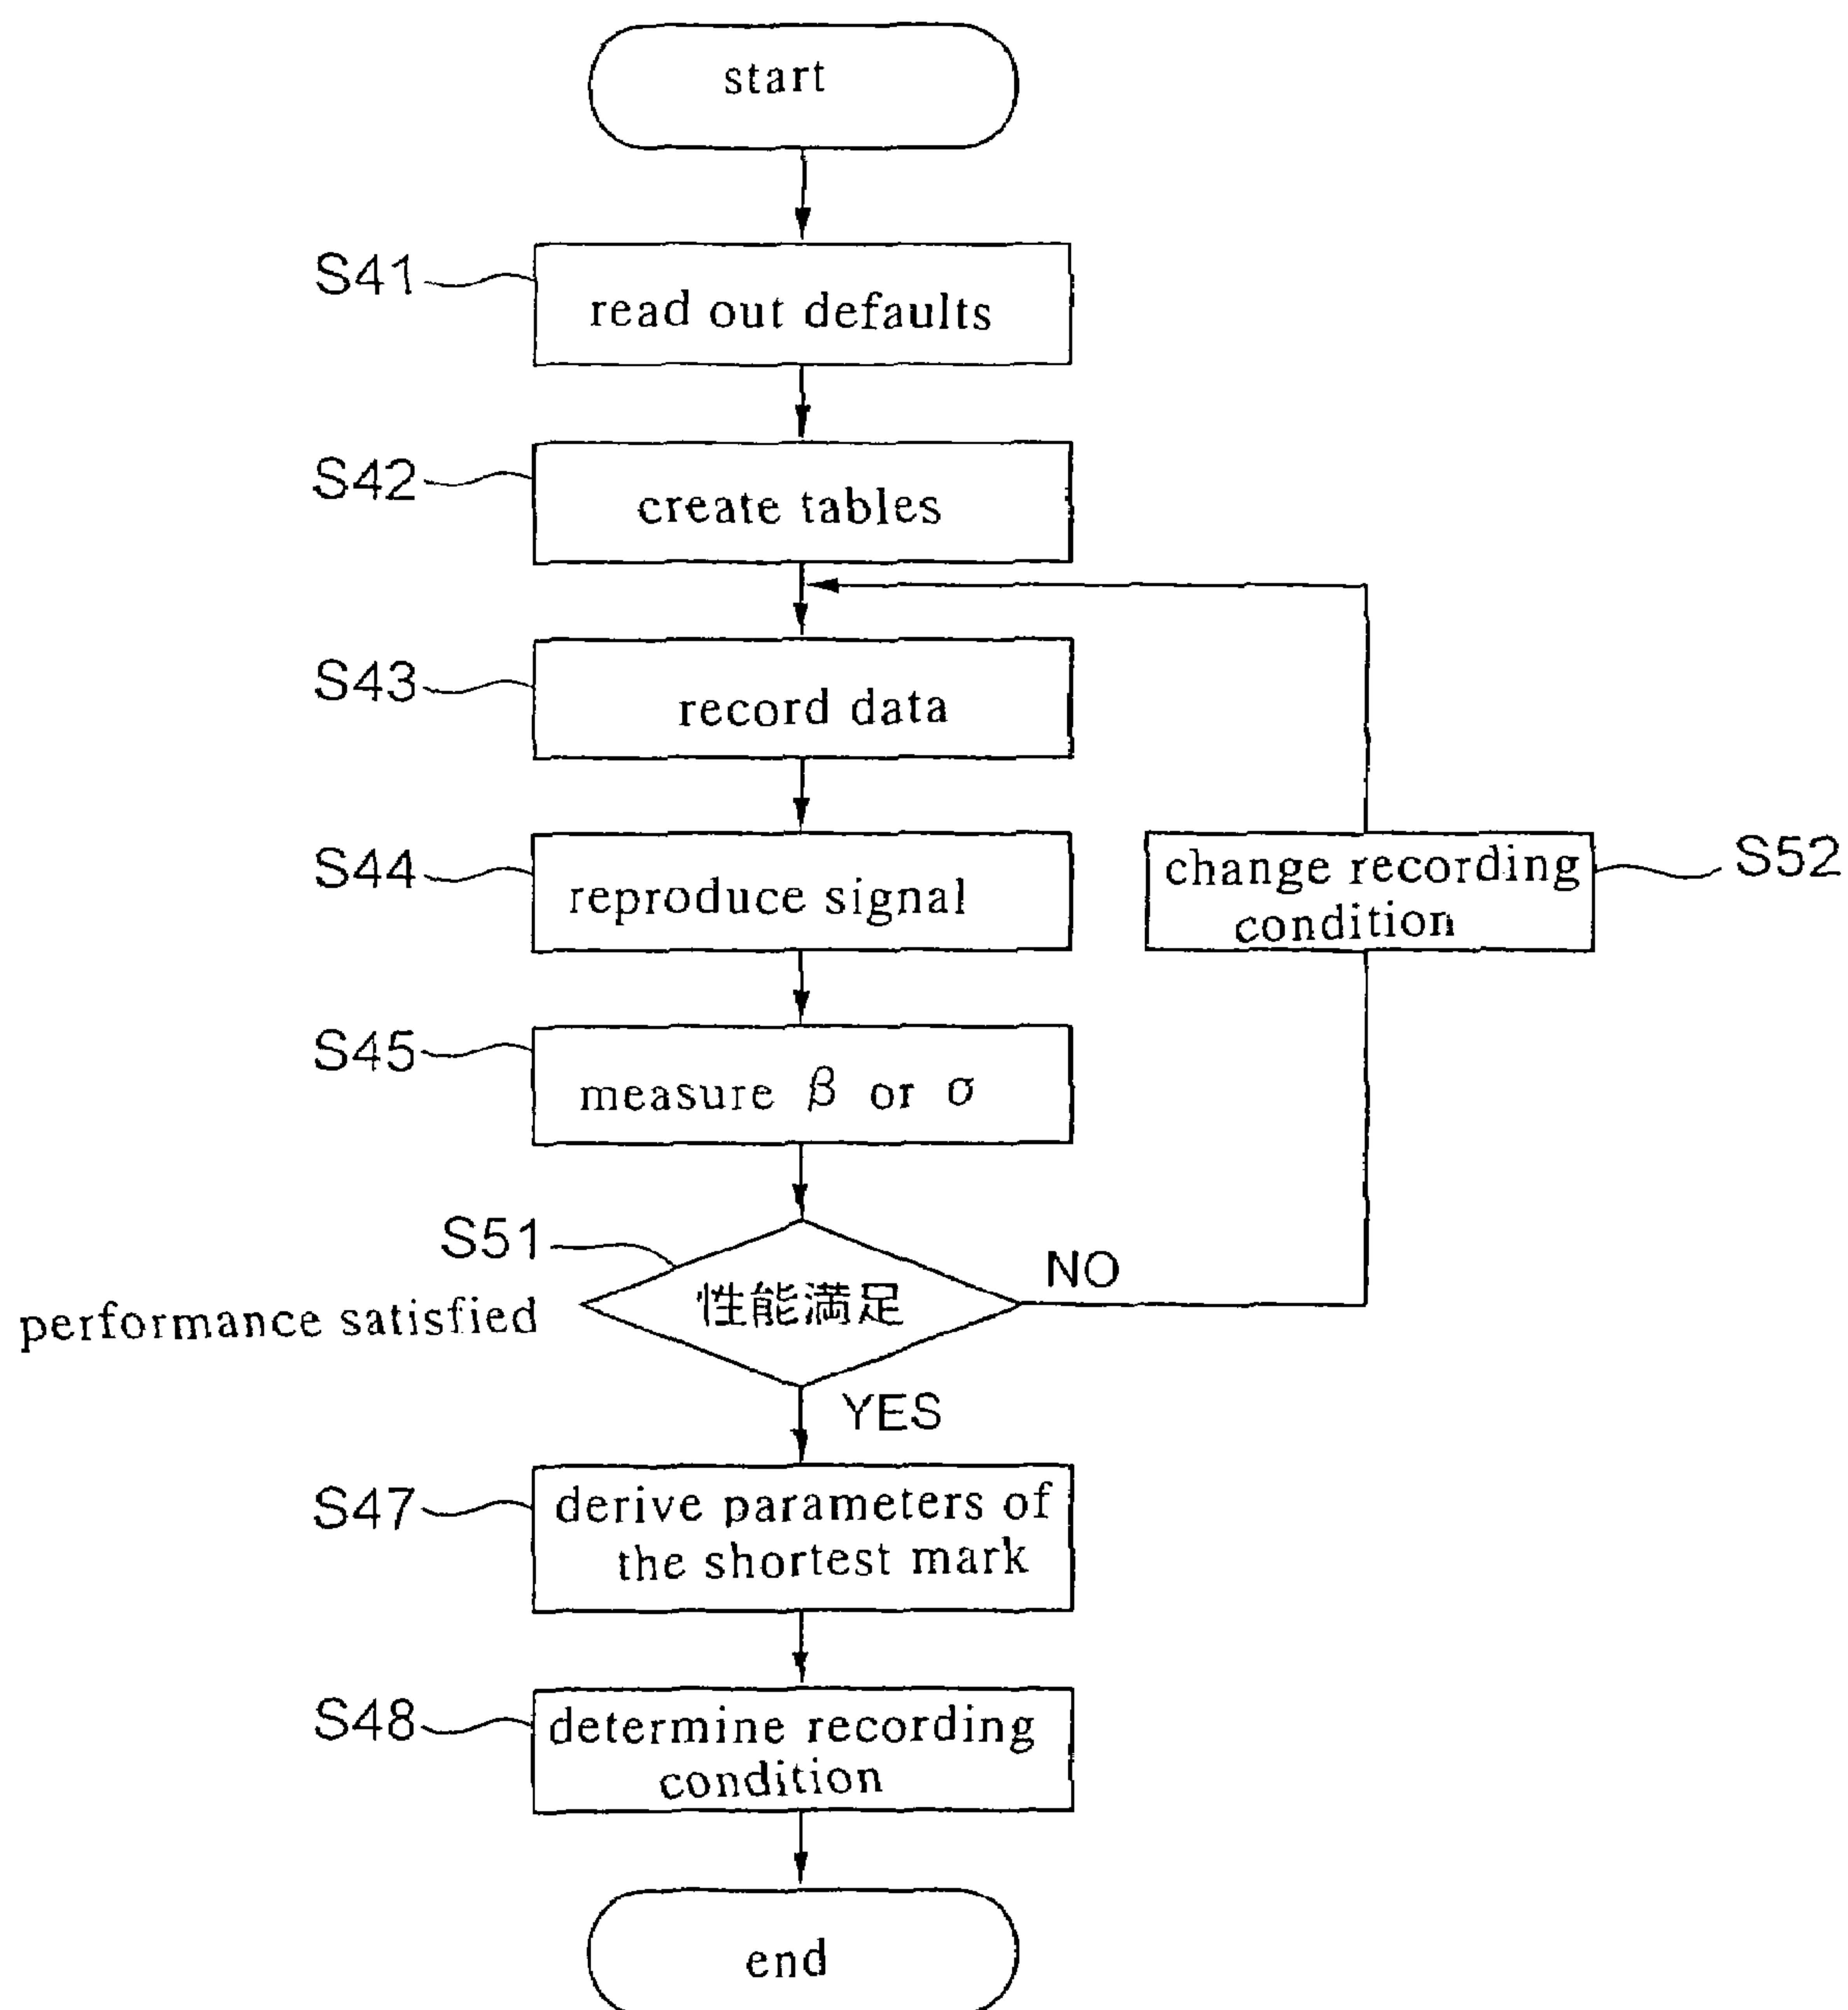 start
S41
read out defaults
S42
create tables
S43
record data
S44
reproduce signal
change recording
condition
S52
S45
measure β or σ
S51
performance satisfied
性能満足
NO
YES
S47
derive parameters of
the shortest mark
S48
determine recording
condition
end